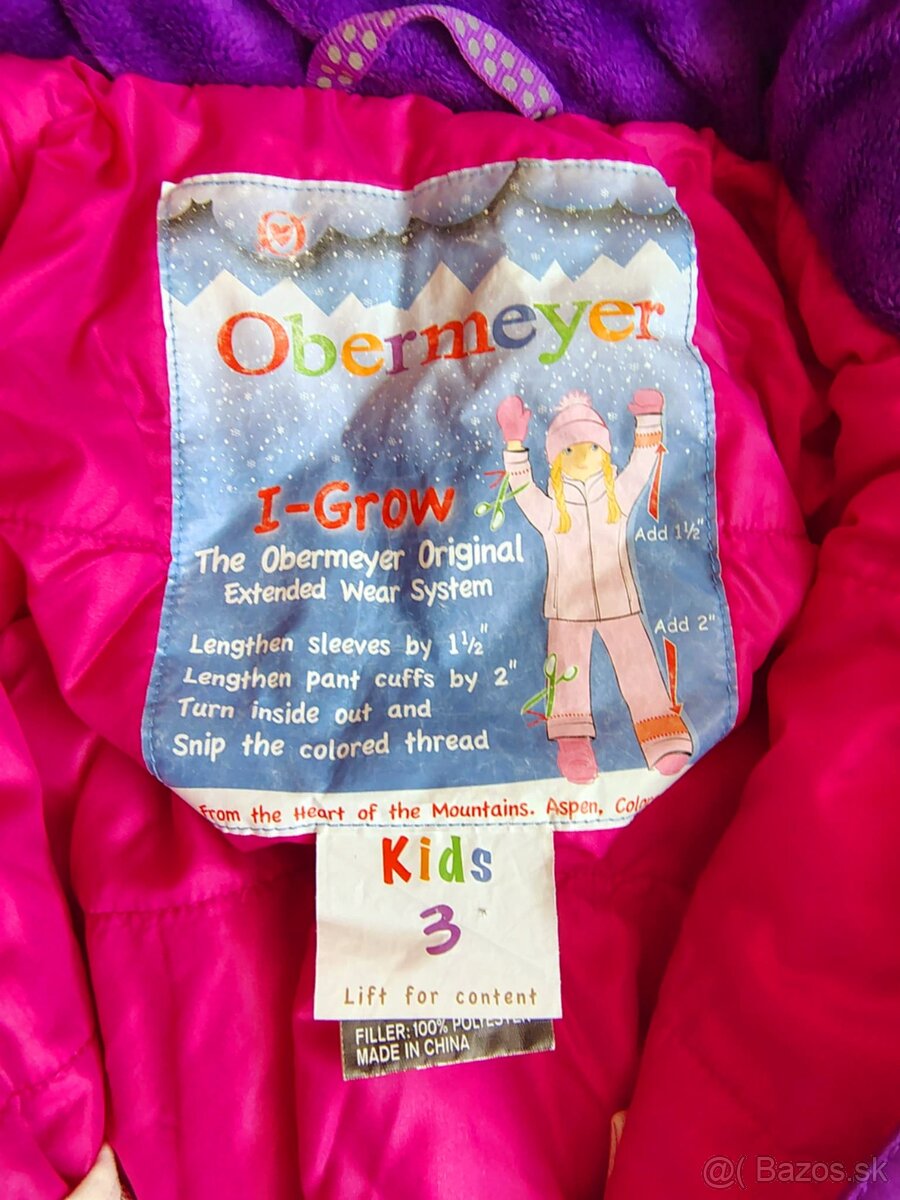 Obermeyer
I-Grow
The Obermeyer Original
Extended Wear System
Add 1½"
Lengthen sleeves by 1½"
Lengthen pant cuffs by 2"
Turn inside out and
Snip the colored thread
Add 2"
From the Heart of the Mountains. Aspen, Colo
Kids
3
Lift for content
FILLER: 100% POLYESTER
MADE IN CHINA
@( Bazos.sk